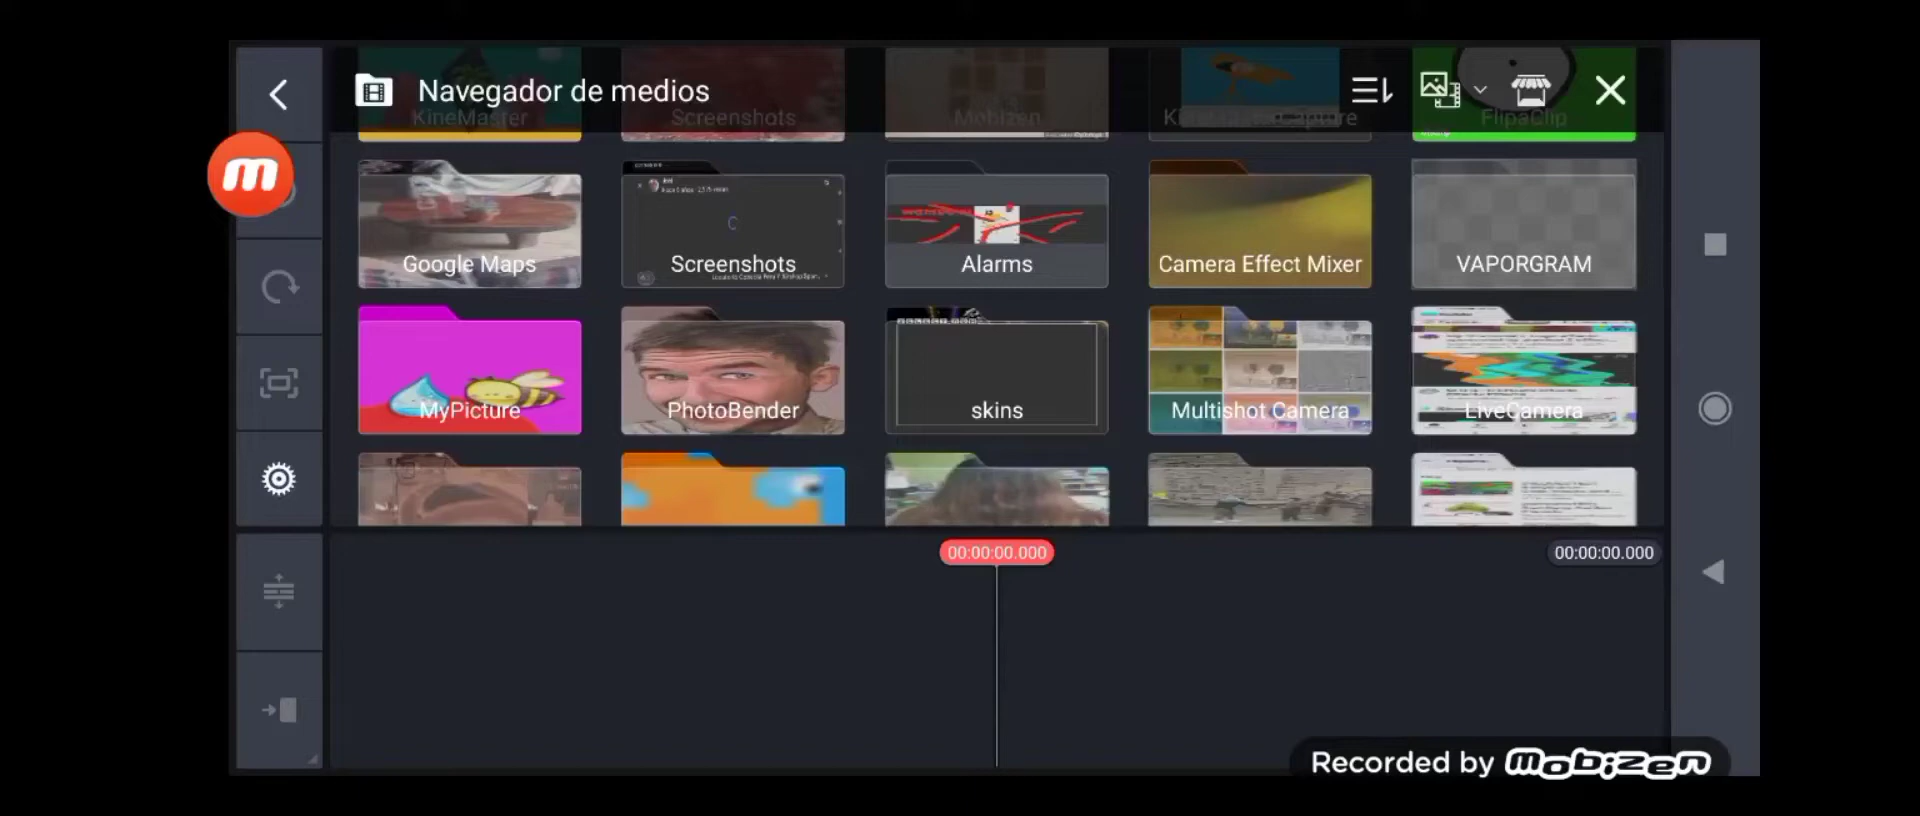 Navegador de medios
KineMaster
Screenshots
Mobizen
FlipaClip
Google Maps
Screenshots
Alarms
Camera Effect Mixer
VAPORGRAM
MyPicture
PhotoBender
skins
Multishot Camera
LiveCamera
00:00:00.000
00:00:00.000
Recorded by mobizen